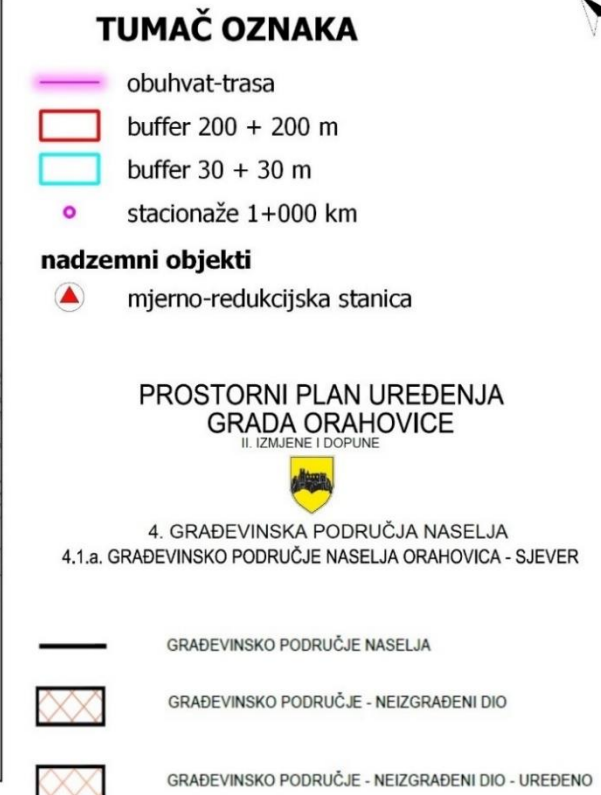 TUMAČ OZNAKA
obuhvat-trasa
buffer 200 + 200 m
buffer 30 + 30 m
stacionaže 1+000 km
nadzemni objekti
mjerno-redukcijska stanica
PROSTORNI PLAN UREĐENJA
GRADA ORAHOVICE
II. IZMJENE I DOPUNE
4. GRAĐEVINSKA PODRUČJA NASELJA
4.1.a. GRAĐEVINSKO PODRUČJE NASELJA ORAHOVICA - SJEVER
GRAĐEVINSKO PODRUČJE NASELJA
GRAĐEVINSKO PODRUČJE - NEIZGRAĐENI DIO
GRAĐEVINSKO PODRUČJE - NEIZGRAĐENI DIO - UREĐENO